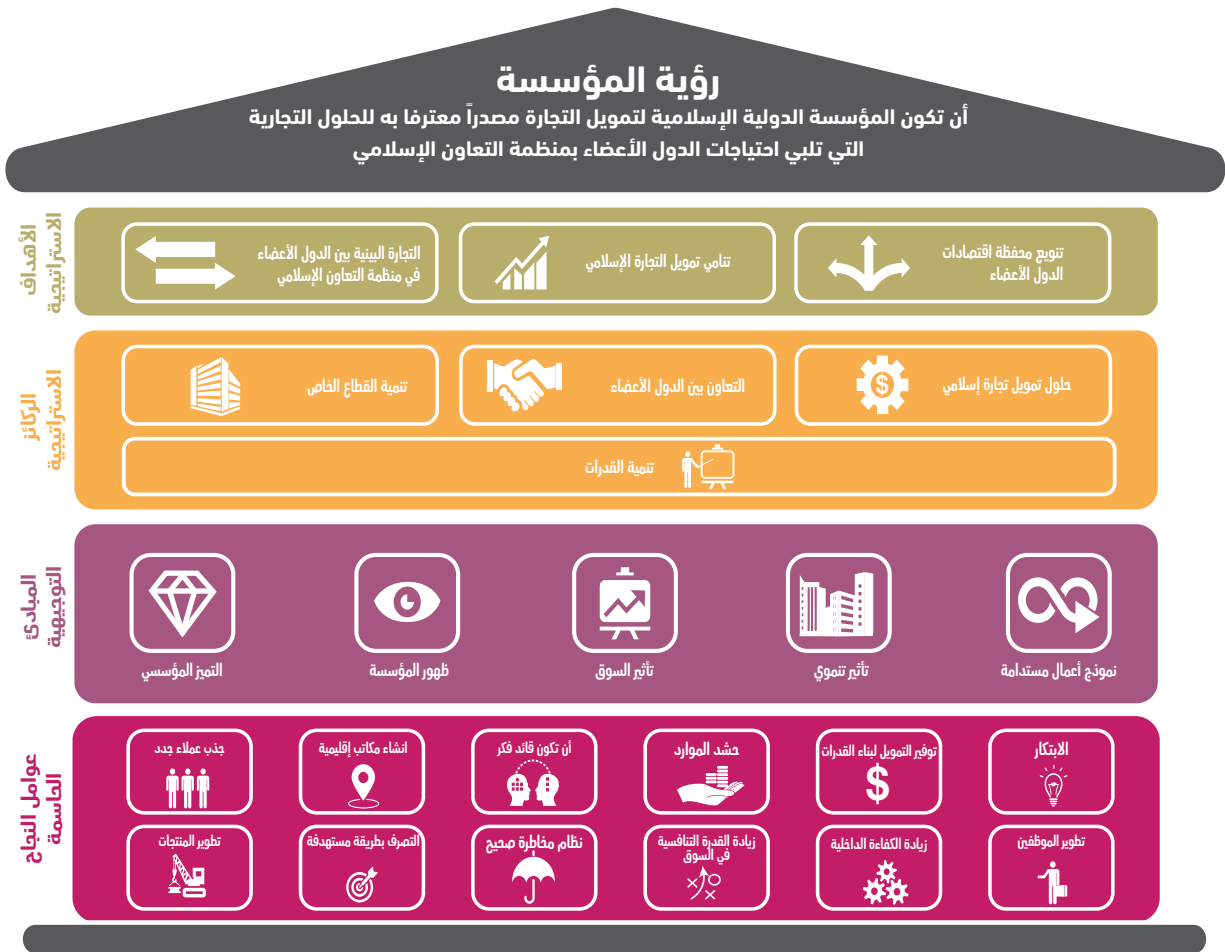 رؤية المؤسسة
أن تكون المؤسسة الدولية الإسلامية لتمويل التجارة مصدراً معترفا به للحلول التجارية
التي تلبي احتياجات الدول الأعضاء بمنظمة التعاون الإسلامي
الأهداف
الاستراتيجية
تنويع محفظة اقتصادات
الدول الأعضاء
تنامي تمويل التجارة الإسلامي
التجارة البينية بين الدول الأعضاء
في منظمة التعاون الإسلامي
الركائز
الاستراتيجية
حلول تمويل تجارة إسلامي
$
التعاون بين الدول الأعضاء
تنمية القطاع الخاص
تنمية القدرات
المبادئ
التوجيهية
نموذج أعمال مستدامة
تأثير تنموي
تأثير السوق
ظهور المؤسسة
التميز المؤسسي
عوامل النجاح
الحاسمة
الابتكار
توفير التمويل لبناء القدرات
$
حشد الموارد
أن تكون قائد فكر
انشاء مكاتب إقليمية
جذب عملاء جدد
تطوير الموظفين
زيادة الكفاءة الداخلية
زيادة القدرة التنافسية
في السوق
نظام مخاطرة صحيح
التصرف بطريقة مستهدفة
تطوير المنتجات